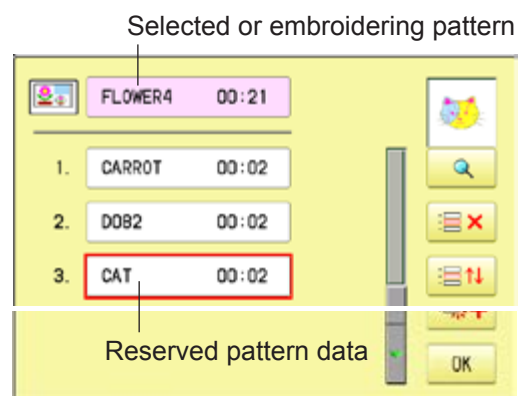 Selected or embroidering pattern
FLOWER4 00:21
1. CARROT 00:02
2. DOB2 00:02
3. CAT 00:02
Reserved pattern data
OK